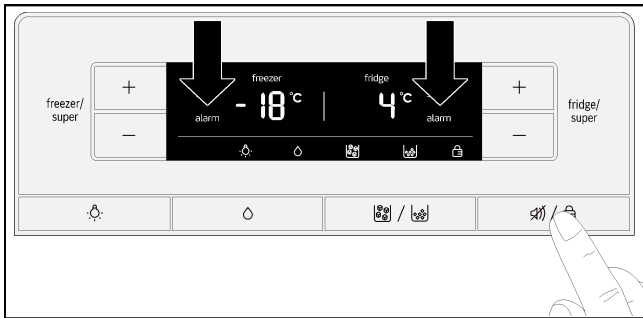 freezer/
super
+
−
freezer
-18 °C
alarm
fridge
4 °C
alarm
+
−
fridge/
super
/
/